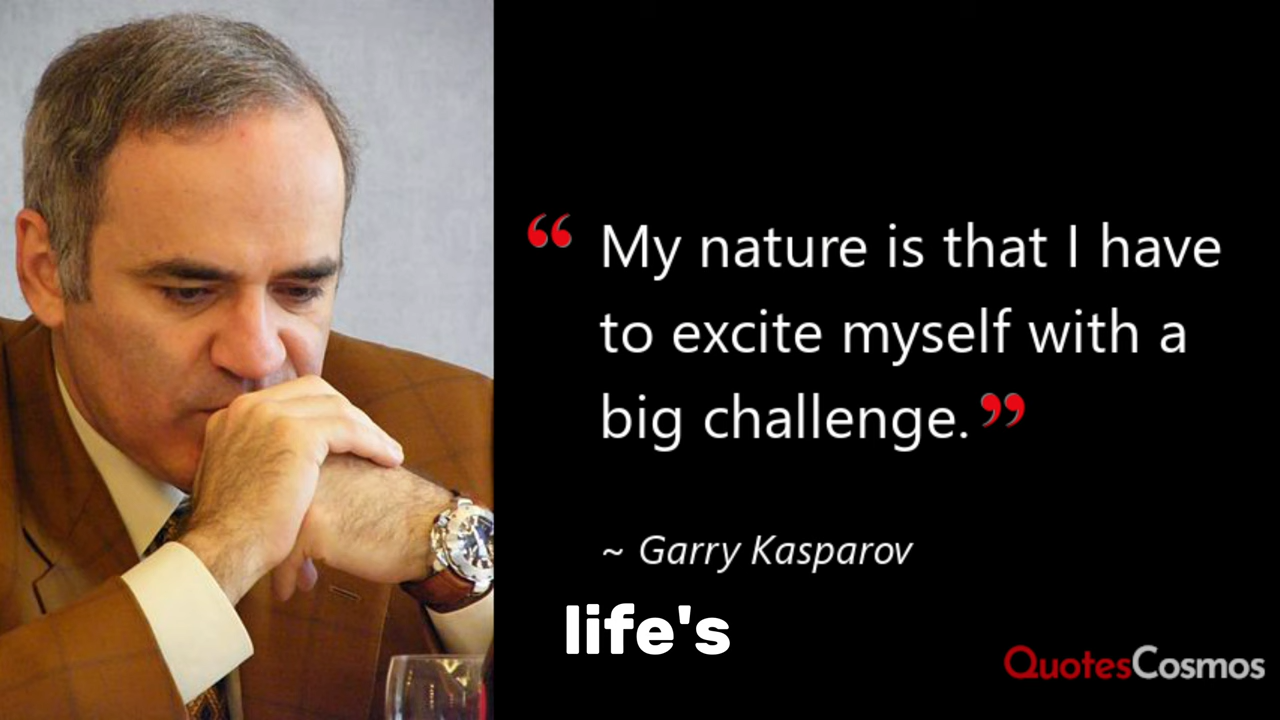 “ My nature is that I have
to excite myself with a
big challenge. ”
~ Garry Kasparov
life's
QuotesCosmos